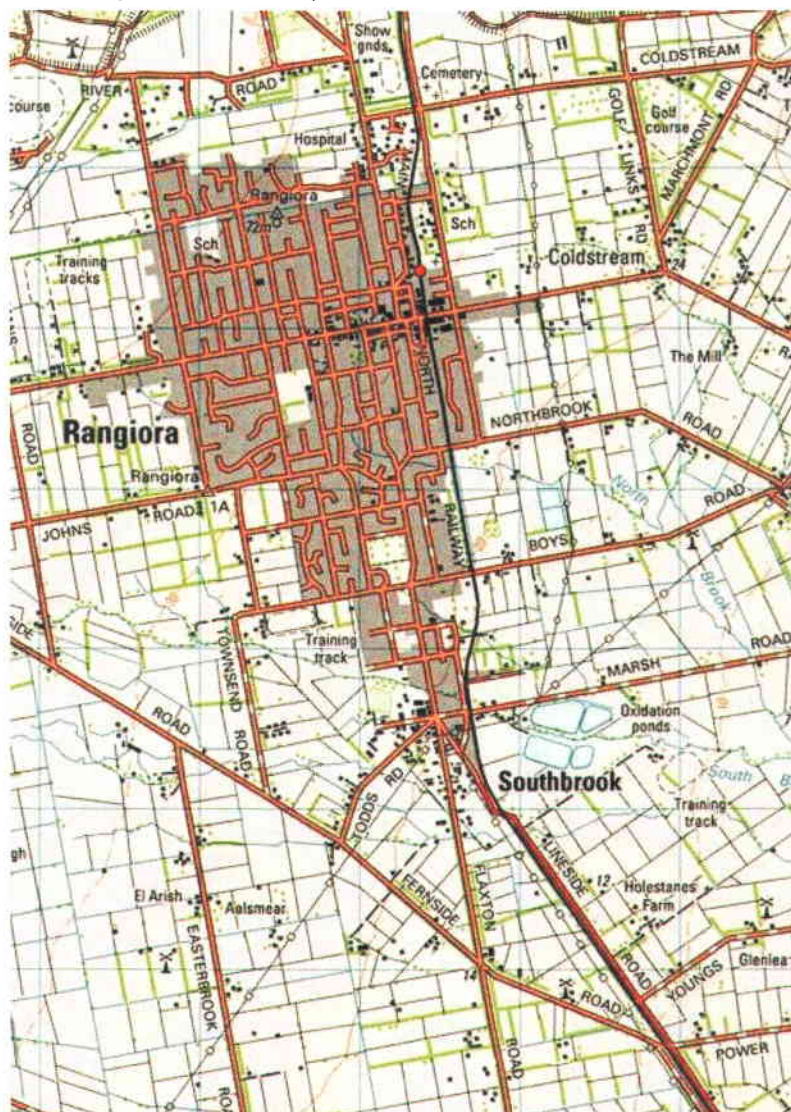 Show
gnds
COLDSTREAM
RIVER
ROAD
Cemetery
course
GOLF
LINKS
RD
Golf
course
MARCHMONT RD
Hospital
MAIN
Rangiora
72m
Sch
Sch
Training
tracks
Coldstream
24
The Mill
NORTH
Rangiora
NORTHBROOK
ROAD
ROAD
Rangiora
North
Brook
ROAD
JOHNS
ROAD
1A
RAILWAY
BOYS
TOWNSEND
ROAD
Training
track
MARSH
ROAD
ROAD
Oxidation
ponds
Southbrook
South
TODDS
RD
Training
track
LINESIDE
ROAD
FLAXTON
ROAD
FERNSIDE
ROAD
12
Holestanes
Farm
El Arish
Aalsmear
EASTERBROOK
14
Glenlea
YOUNGS
POWER